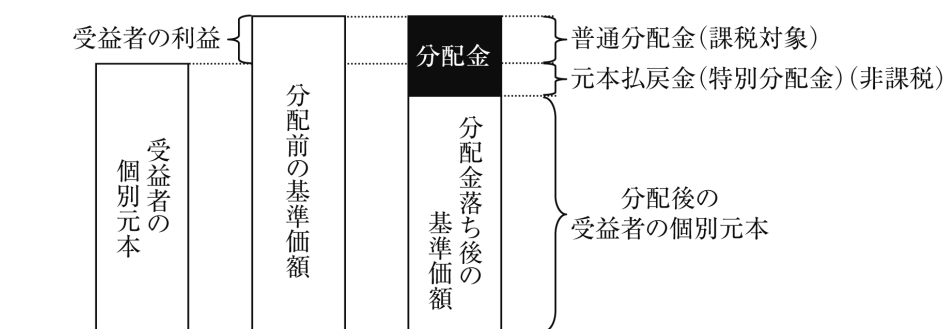 受益者の利益
受益者の
個別元本
分配前の基準価額
分配金
分配金落ち後の
基準価額
普通分配金(課税対象)
元本払戻金(特別分配金)(非課税)
分配後の
受益者の個別元本